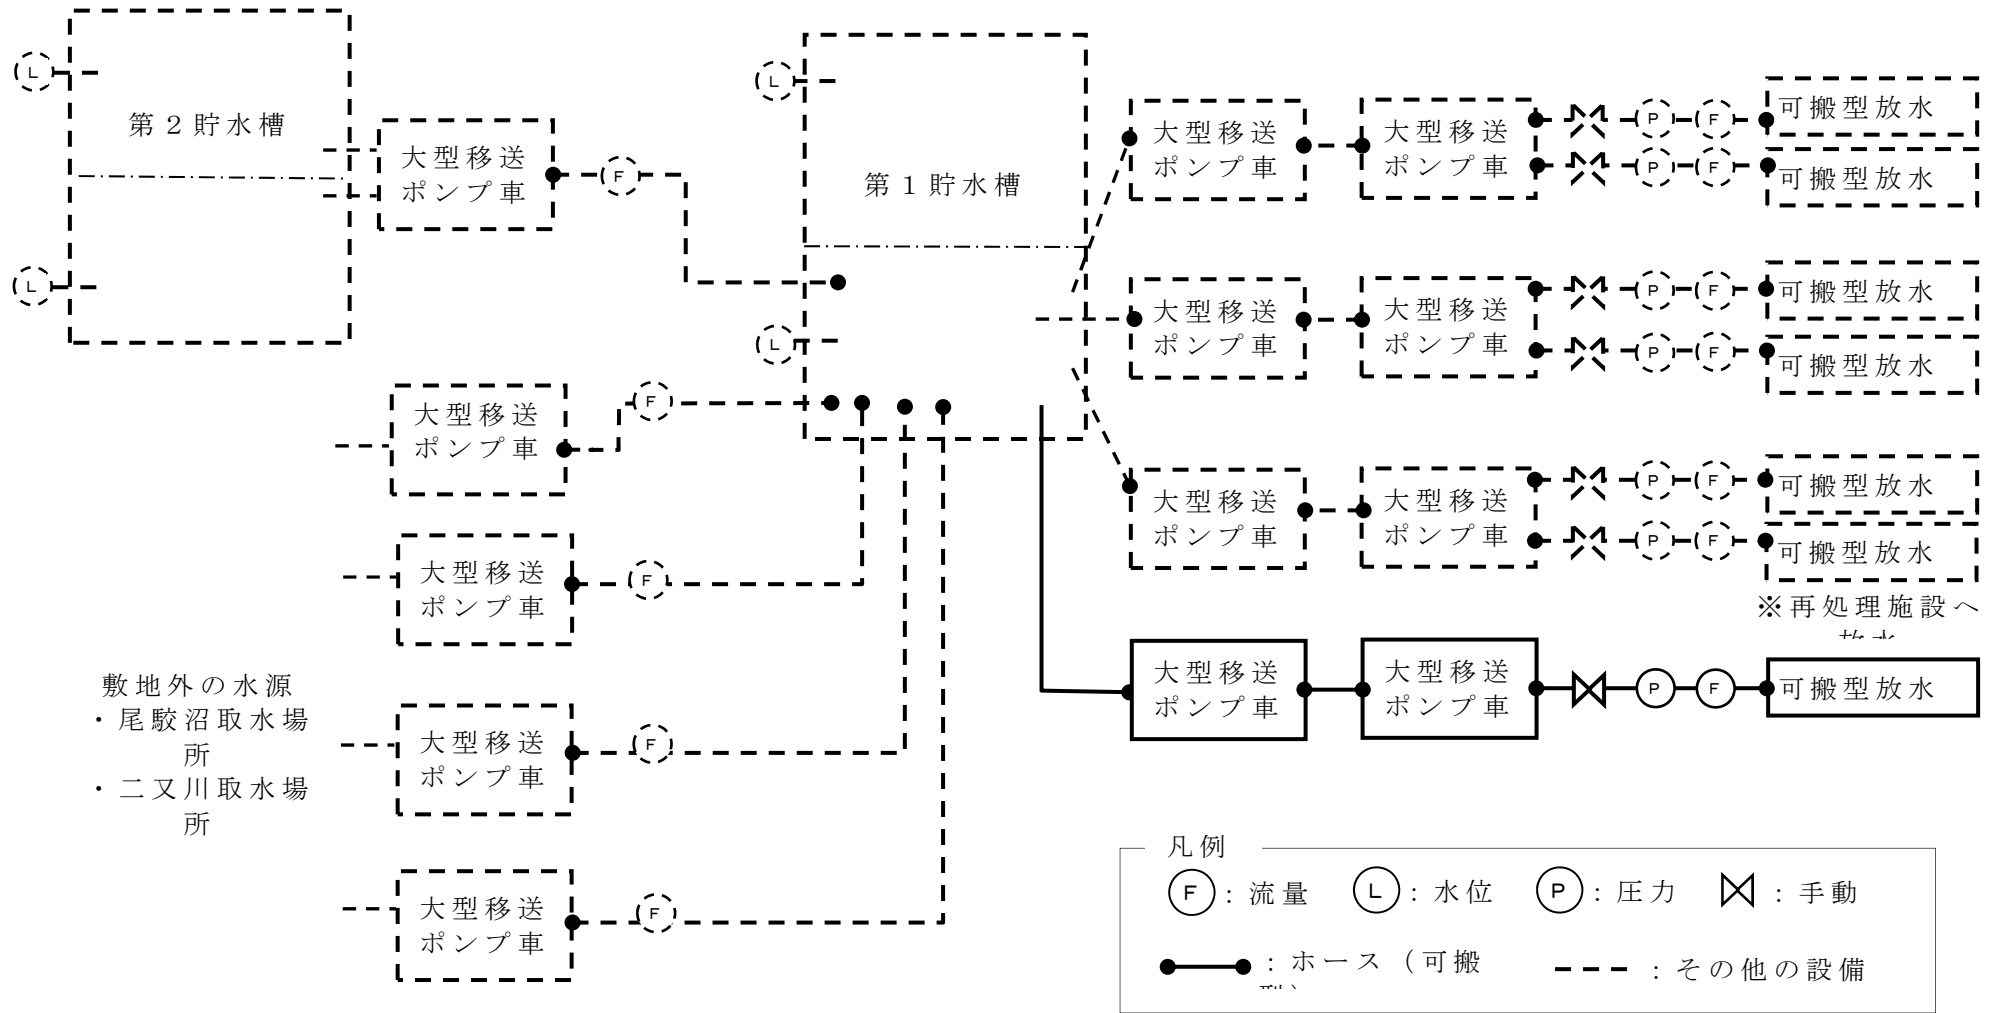 L
第２貯水槽
L
大型移送
ポンプ車
F
L
第１貯水槽
L
大型移送
ポンプ車
大型移送
ポンプ車
P
F
可搬型放水
P
F
可搬型放水
大型移送
ポンプ車
大型移送
ポンプ車
P
F
可搬型放水
P
F
可搬型放水
大型移送
ポンプ車
大型移送
ポンプ車
P
F
可搬型放水
P
F
可搬型放水
※再処理施設へ
大型移送
ポンプ車
大型移送
ポンプ車
P
F
可搬型放水
大型移送
ポンプ車
F
大型移送
ポンプ車
F
大型移送
ポンプ車
F
大型移送
ポンプ車
F
敷地外の水源
・尾駮沼取水場
所
・二又川取水場
所
凡例
F：流量
L：水位
P：圧力
：手動
：ホース（可搬
：その他の設備